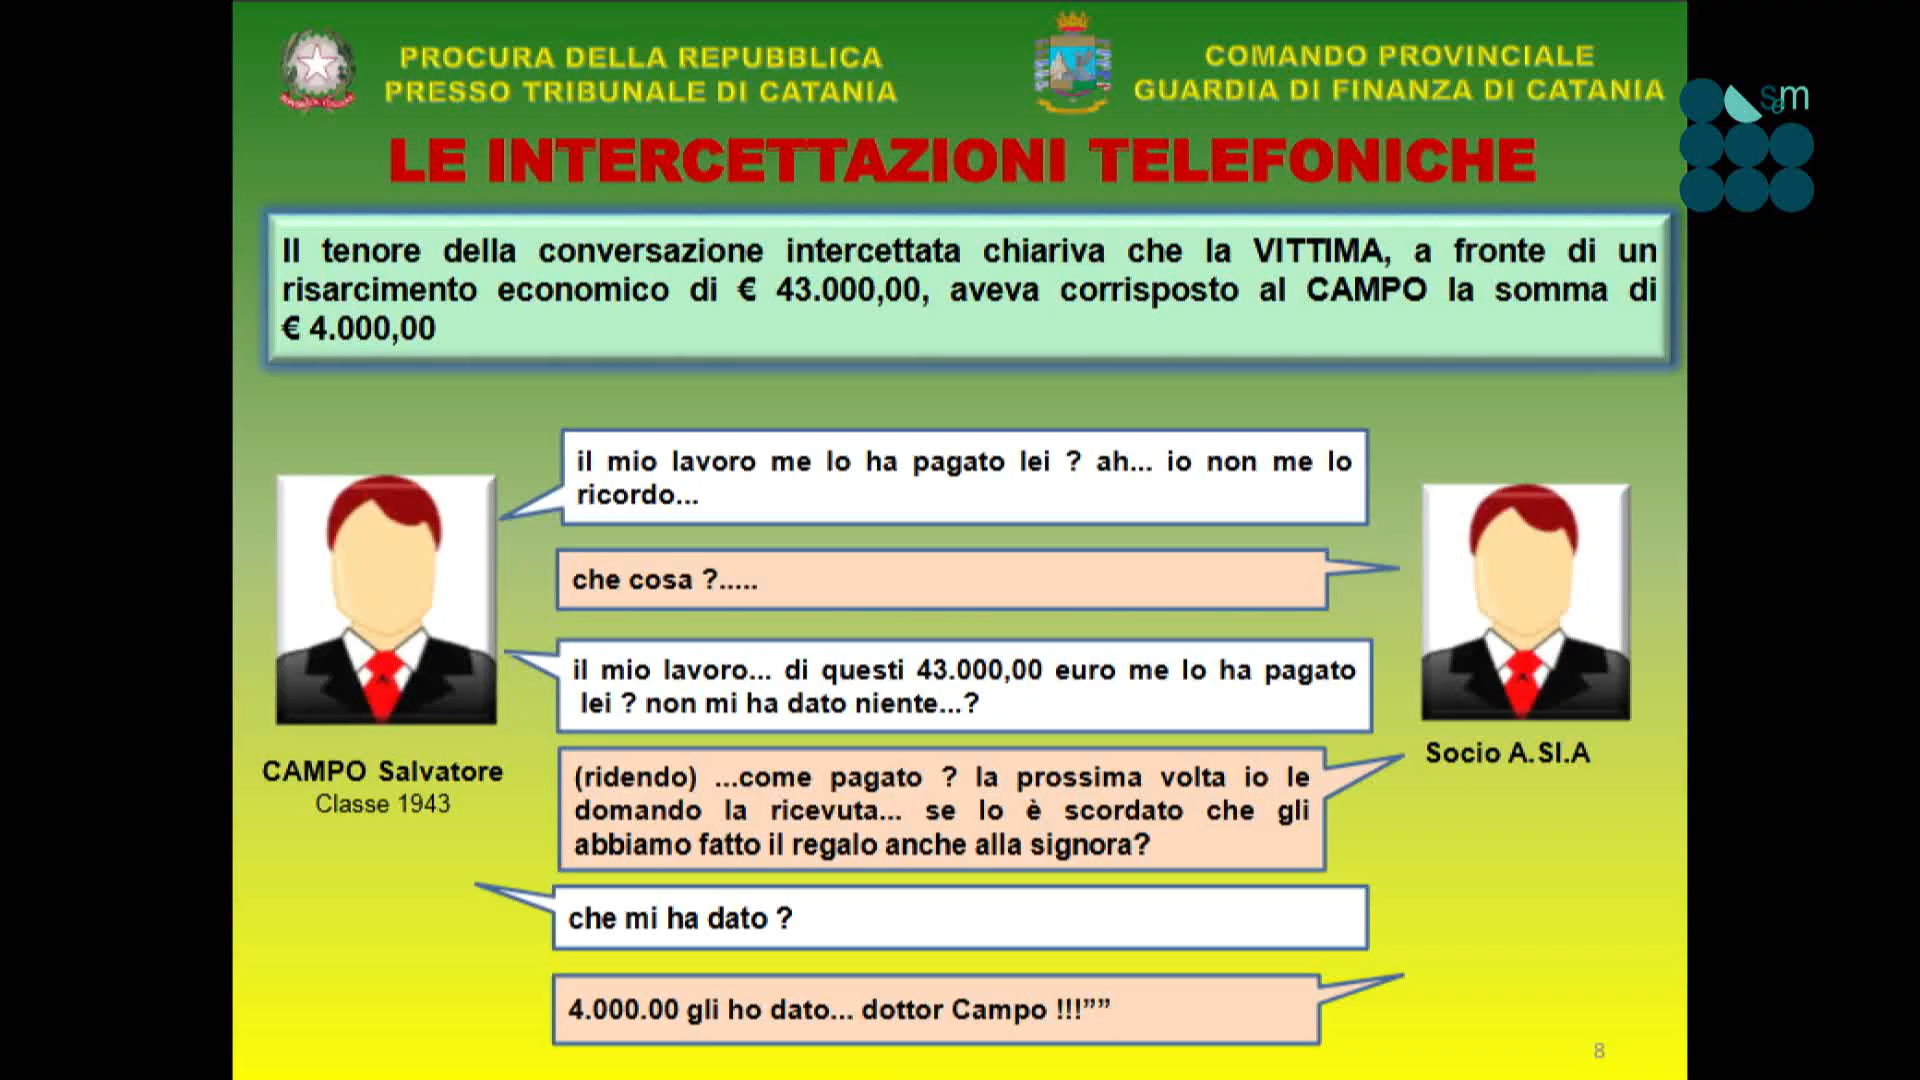 PROCURA DELLA REPUBBLICA
PRESSO TRIBUNALE DI CATANIA
COMANDO PROVINCIALE
GUARDIA DI FINANZA DI CATANIA
sem
LE INTERCETTAZIONI TELEFONICHE
Il tenore della conversazione intercettata chiariva che la VITTIMA, a fronte di un
risarcimento economico di € 43.000,00, aveva corrisposto al CAMPO la somma di
€ 4.000,00
il mio lavoro me lo ha pagato lei ? ah... io non me lo
ricordo...
che cosa ?.....
il mio lavoro... di questi 43.000,00 euro me lo ha pagato
lei ? non mi ha dato niente...?
CAMPO Salvatore
Classe 1943
Socio A.SI.A
(ridendo) ...come pagato ? la prossima volta io le
domando la ricevuta... se lo è scordato che gli
abbiamo fatto il regalo anche alla signora?
che mi ha dato ?
4.000.00 gli ho dato... dottor Campo !!!””
8